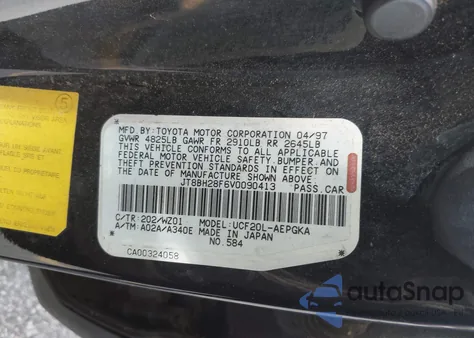 MFD.BY:TOYOTA MOTOR CORPORATION 04/97
GVWR 4825LB GAWR FR 2910LB RR 2645LB
THIS VEHICLE CONFORMS TO ALL APPLICABLE
FEDERAL MOTOR VEHICLE SAFETY, BUMPER, AND
THEFT PREVENTION STANDARDS IN EFFECT ON
THE DATE OF MANUFACTURE SHOWN ABOVE.
JT8BH28F6V0090413 PASS.CAR
C/TR: 202/WZ01 MODEL: UCF20L-AEPGKA
A/TM: A02A/A340E MADE IN JAPAN
NO.584
CA00324058
5
autoSnap